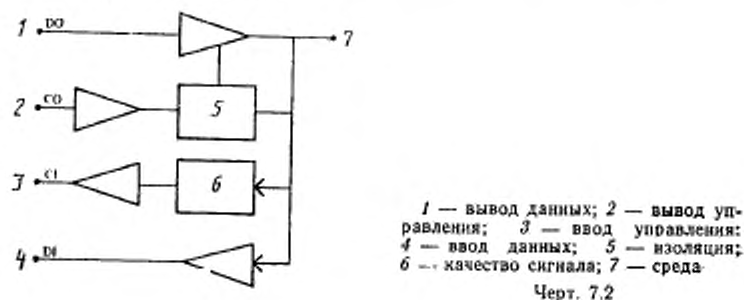 1 DO
7
2 CO
5
3 CI
6
4 DI
1 — вывод данных; 2 — вывод уп-
равления; 3 — ввод управления:
4 — ввод данных; 5 — изоляция;
6 — качество сигнала; 7 — среда
Черт. 7.2